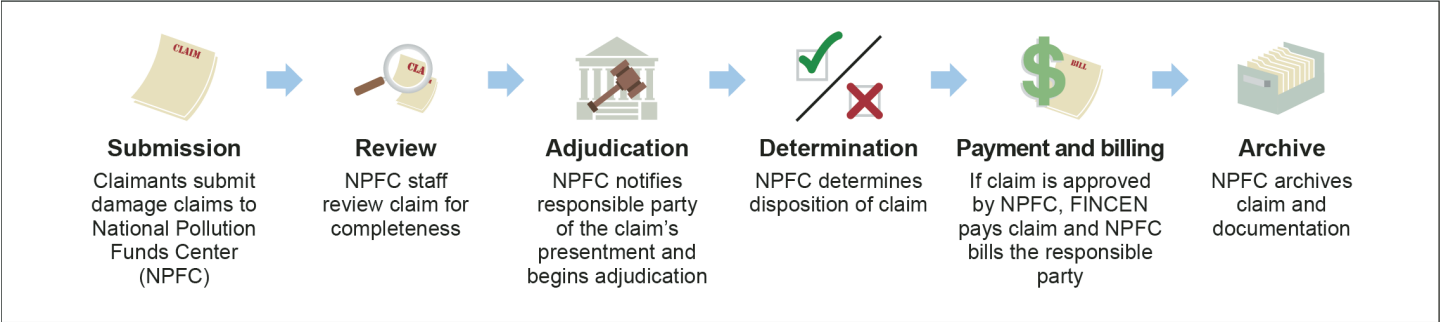 CLAIM
CLA
BILL
Submission
Claimants submit
damage claims to
National Pollution
Funds Center
(NPFC)
Review
NPFC staff
review claim for
completeness
Adjudication
NPFC notifies
responsible party
of the claim’s
presentment and
begins adjudication
Determination
NPFC determines
disposition of claim
Payment and billing
If claim is approved
by NPFC, FINCEN
pays claim and NPFC
bills the responsible
party
Archive
NPFC archives
claim and
documentation